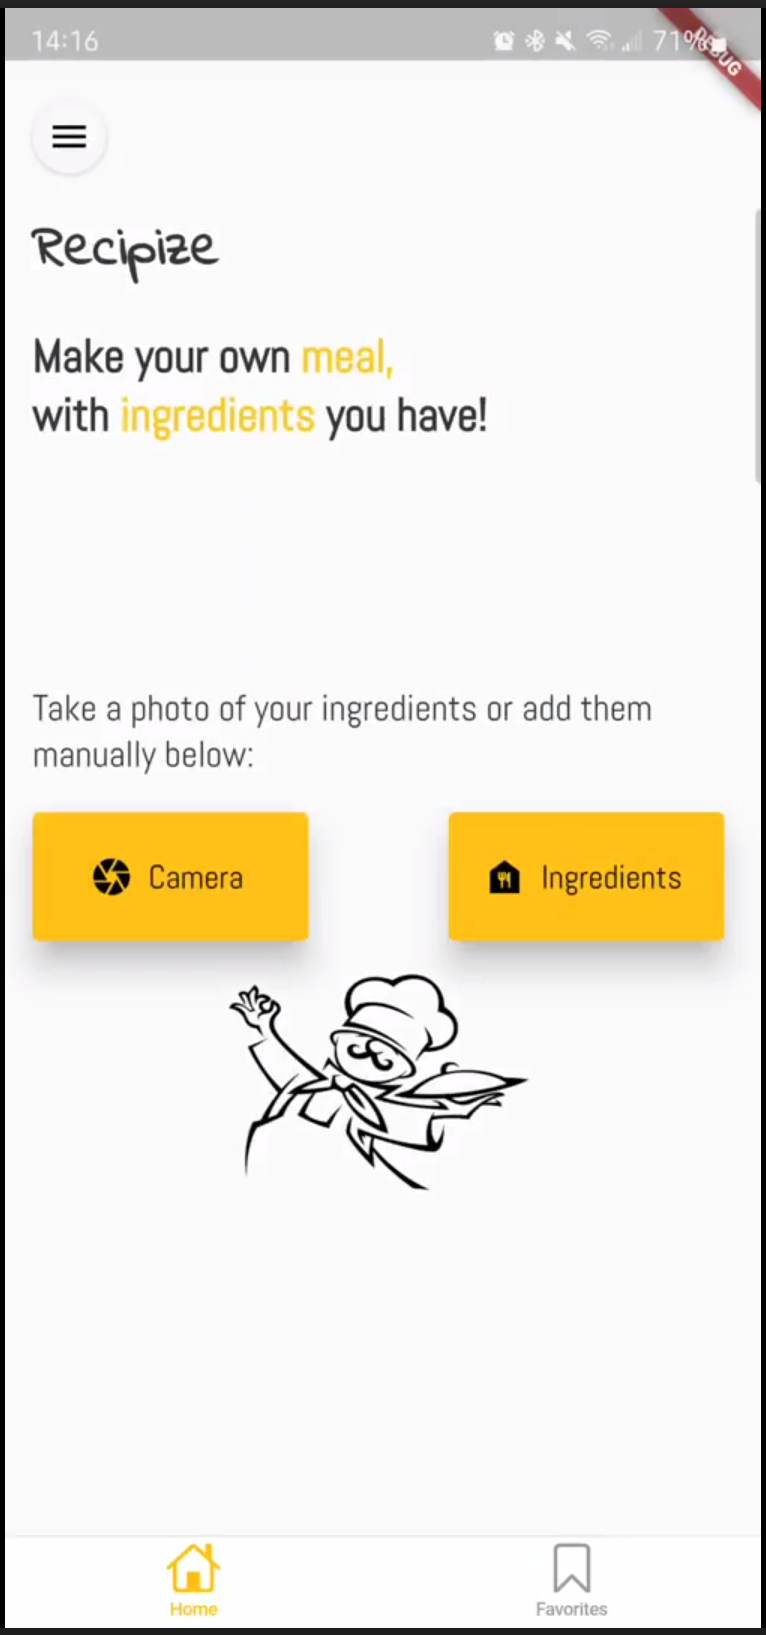 14:16
71%
DEBUG
Recipize
Make your own meal,
with ingredients you have!
Take a photo of your ingredients or add them
manually below:
Camera
Ingredients
Home
Favorites